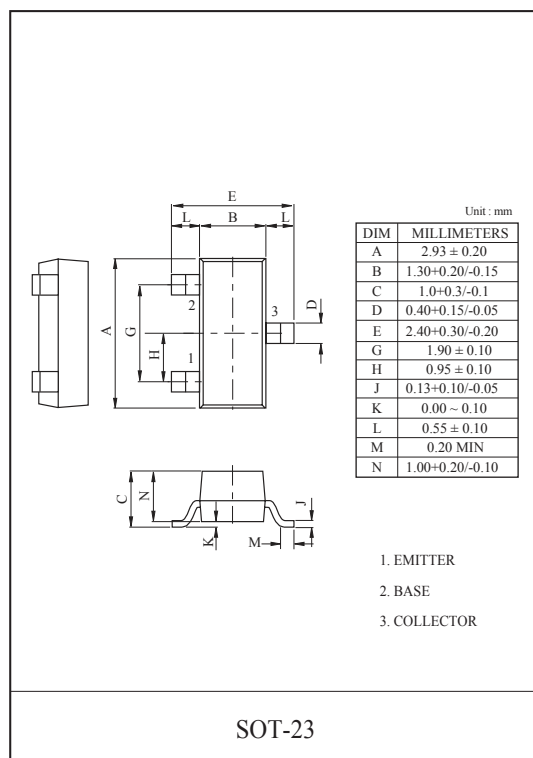 Unit : mm
E
L B L
DIM MILLIMETERS
A 2.93 ± 0.20
B 1.30+0.20/-0.15
C 1.0+0.3/-0.1
D 0.40+0.15/-0.05
E 2.40+0.30/-0.20
G 1.90 ± 0.10
H 0.95 ± 0.10
J 0.13+0.10/-0.05
K 0.00 ~ 0.10
L 0.55 ± 0.10
M 0.20 MIN
N 1.00+0.20/-0.10
A
G
H
2
3
D
1
C
N
K
M
J
1. EMITTER
2. BASE
3. COLLECTOR
SOT-23